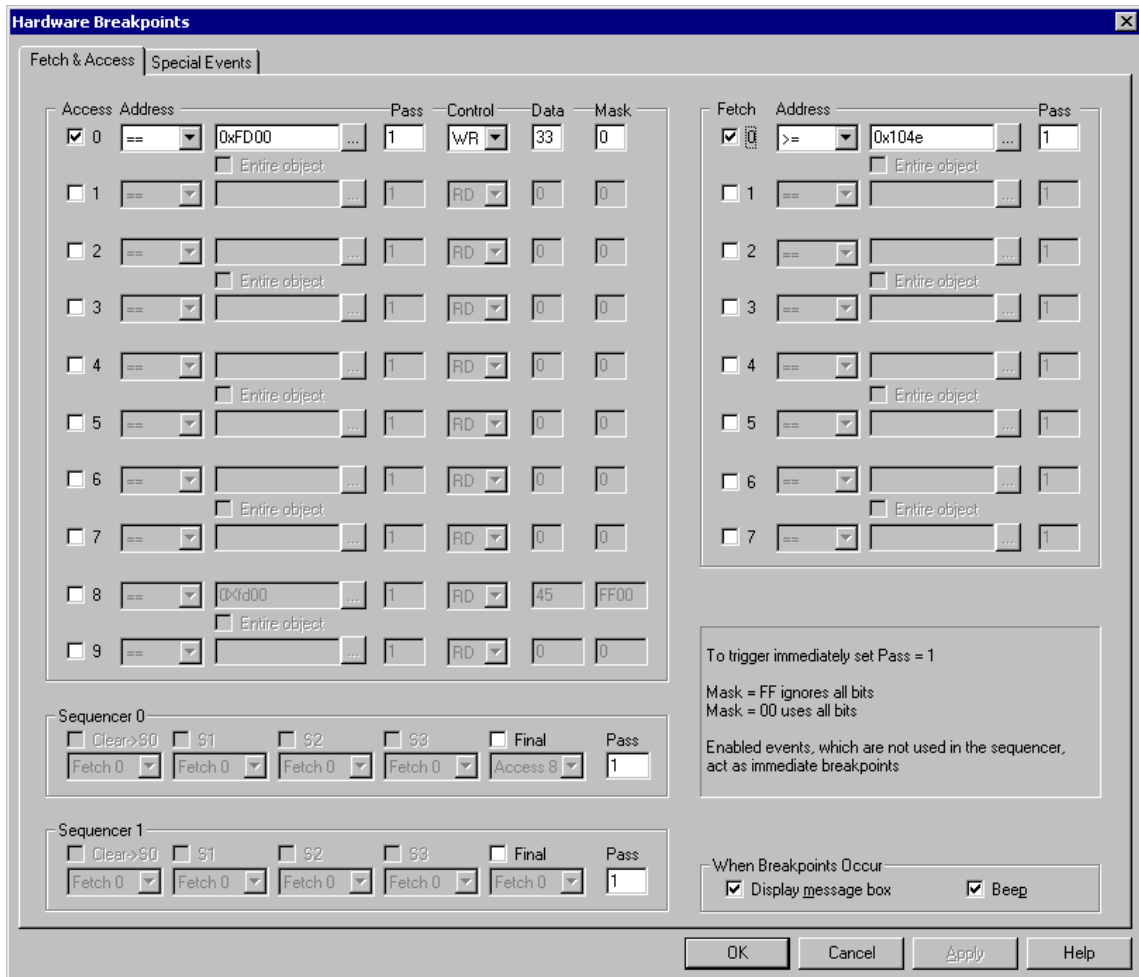 Hardware Breakpoints
Fetch & Access Special Events
Access Address Pass Control Data Mask
0 == 0xFD00 ... 1 WR 33 0
Entire object
1 == ... 1 RD 0 0
2 == ... 1 RD 0 0
Entire object
3 == ... 1 RD 0 0
4 == ... 1 RD 0 0
Entire object
5 == ... 1 RD 0 0
6 == ... 1 RD 0 0
Entire object
7 == ... 1 RD 0 0
8 == 0Xfd00 ... 1 RD 45 FF00
Entire object
9 == ... 1 RD 0 0
Fetch Address Pass
0 >= 0x104e ... 1
Entire object
1 == ... 1
2 == ... 1
Entire object
3 == ... 1
4 == ... 1
Entire object
5 == ... 1
6 == ... 1
Entire object
7 == ... 1
To trigger immediately set Pass = 1
Mask = FF ignores all bits
Mask = 00 uses all bits
Enabled events, which are not used in the sequencer,
act as immediate breakpoints
Sequencer 0
Clear->S0 S1 S2 S3 Final Pass
Fetch 0 Fetch 0 Fetch 0 Fetch 0 Access 8 1
Sequencer 1
Clear->S0 S1 S2 S3 Final Pass
Fetch 0 Fetch 0 Fetch 0 Fetch 0 Fetch 0 1
When Breakpoints Occur
Display message box Beep
OK Cancel Apply Help